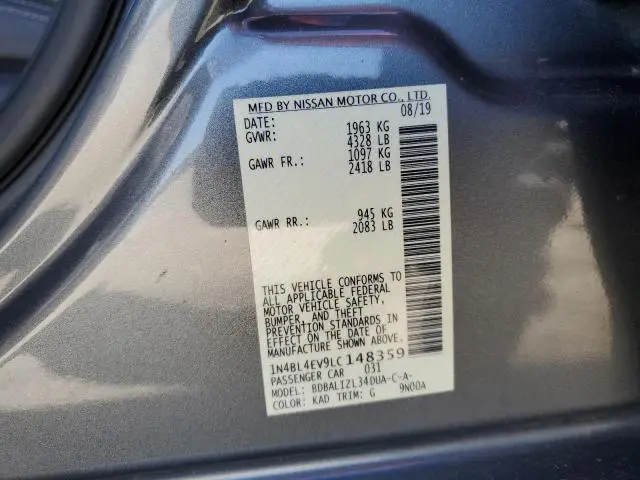 MFD BY NISSAN MOTOR CO., LTD.
DATE: 08/19
GVWR: 1963 KG
4328 LB
GAWR FR.: 1097 KG
2418 LB
GAWR RR.: 945 KG
2083 LB
THIS VEHICLE CONFORMS TO
ALL APPLICABLE FEDERAL
MOTOR VEHICLE SAFETY,
BUMPER, AND THEFT
PREVENTION STANDARDS IN
EFFECT ON THE DATE OF
MANUFACTURE SHOWN ABOVE.
1N4BL4EV9LC148359
PASSENGER CAR 031
MODEL: BDBALIZL34DUA-C-A-
COLOR: KAD TRIM: G 9N00A